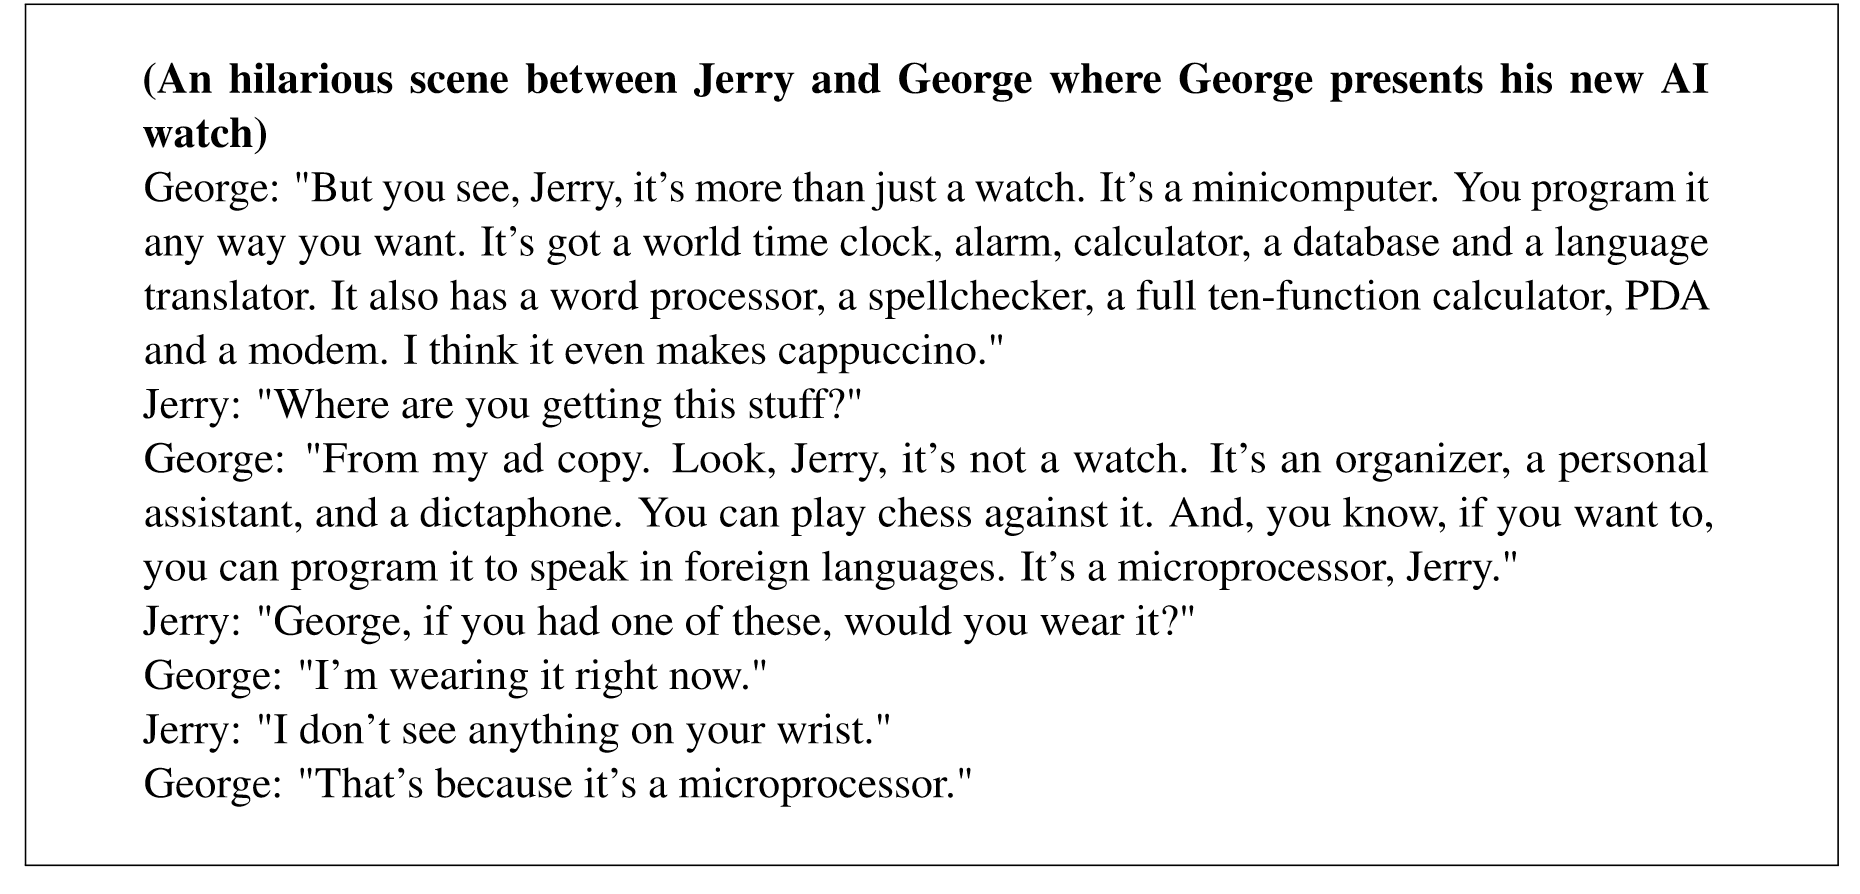 (An hilarious scene between Jerry and George where George presents his new AI
watch)
George: "But you see, Jerry, it’s more than just a watch. It’s a minicomputer. You program it
any way you want. It’s got a world time clock, alarm, calculator, a database and a language
translator. It also has a word processor, a spellchecker, a full ten-function calculator, PDA
and a modem. I think it even makes cappuccino."
Jerry: "Where are you getting this stuff?"
George: "From my ad copy. Look, Jerry, it’s not a watch. It’s an organizer, a personal
assistant, and a dictaphone. You can play chess against it. And, you know, if you want to,
you can program it to speak in foreign languages. It’s a microprocessor, Jerry."
Jerry: "George, if you had one of these, would you wear it?"
George: "I’m wearing it right now."
Jerry: "I don’t see anything on your wrist."
George: "That’s because it’s a microprocessor."